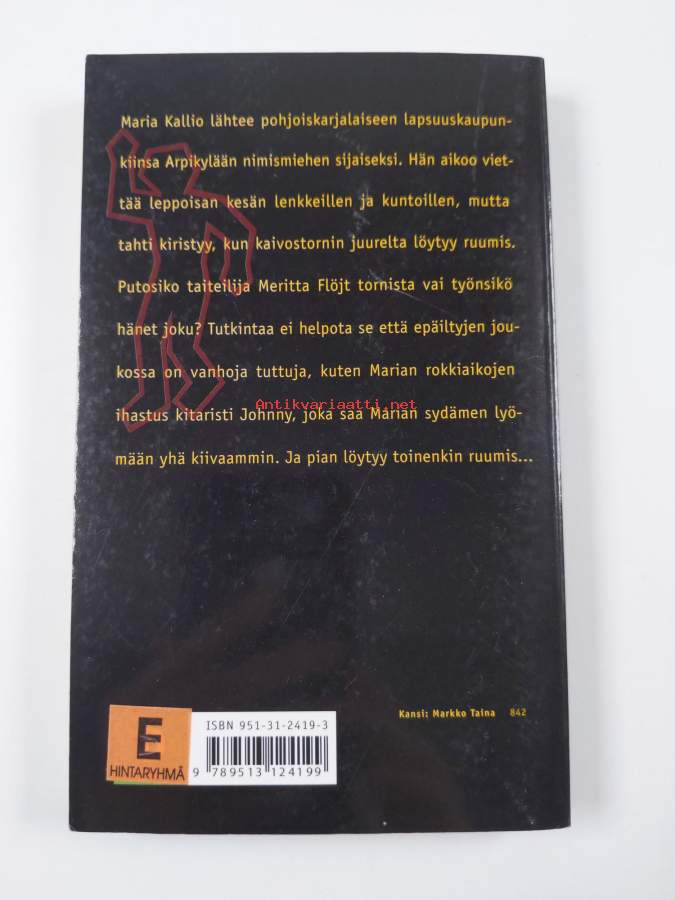 Maria Kallio lähtee pohjoiskarjalaiseen lapsuuskaupun-
kiinsa Arpikylään nimismiehen sijaiseksi. Hän aikoo viet-
tää leppoisan kesän lenkkeillen ja kuntoillen, mutta
tahti kiristyy, kun kaivostornin juurelta löytyy ruumis.
Putosiko taiteilija Meritta Flöjt tornista vai työnsikö
hänet joku? Tutkintaa ei helpota se että epäiltyjen jou-
kossa on vanhoja tuttuja, kuten Marian rokkiaikojen
Antikvariaatti.net
ihastus kitaristi Johnny, joka saa Marian sydämen lyö-
mään yhä kiivaammin. Ja pian löytyy toinenkin ruumis...
Kansi: Markko Taina 842
E
HINTARYHMÄ
ISBN 951-31-2419-3
9 789513 124199